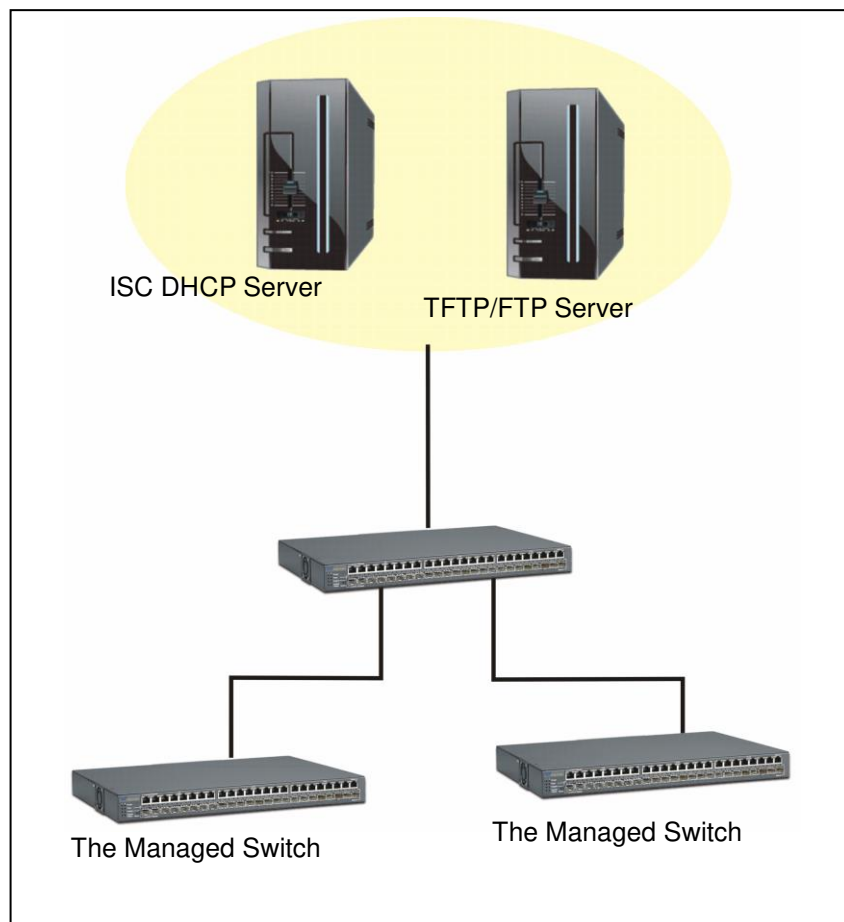 ISC DHCP Server
TFTP/FTP Server
The Managed Switch
The Managed Switch